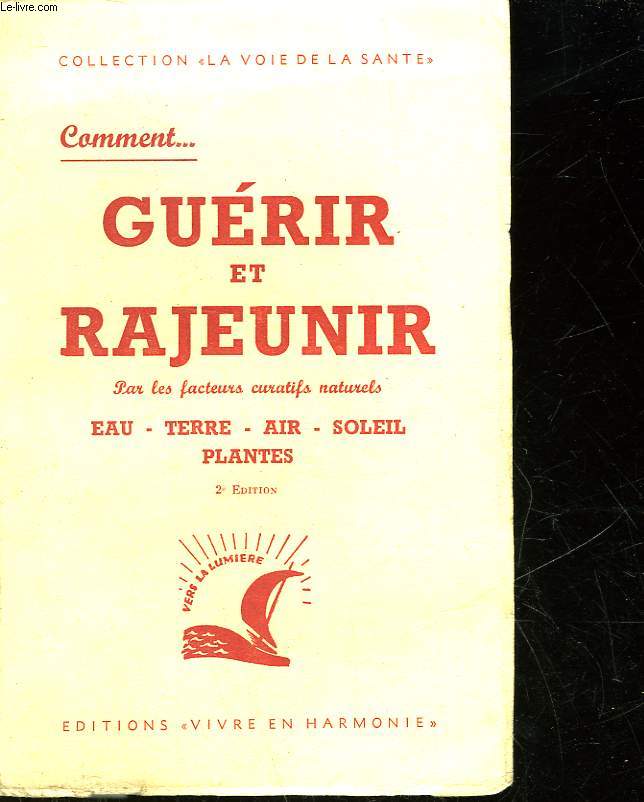 Le-livre.com
COLLECTION «LA VOIE DE LA SANTE»
Comment...
GUÉRIR
ET
RAJEUNIR
Par les facteurs curatifs naturels
EAU - TERRE - AIR - SOLEIL
PLANTES
2e EDITION
VERS LA LUMIERE
EDITIONS «VIVRE EN HARMONIE»